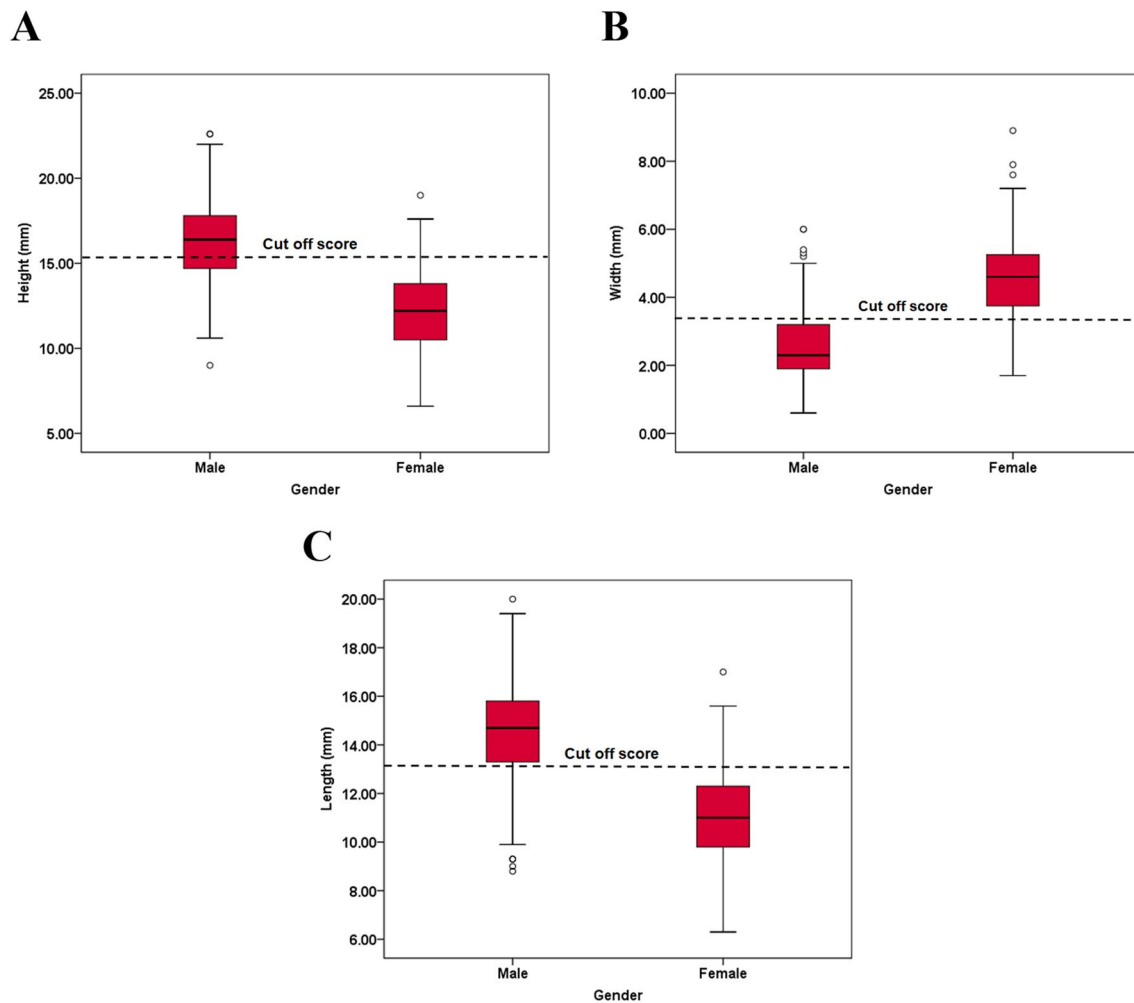 A
25.00
20.00
15.00
10.00
5.00
Height (mm)
Cut off score
Male
Female
Gender
B
10.00
8.00
6.00
4.00
2.00
0.00
Width (mm)
Cut off score
Male
Female
Gender
C
20.00
18.00
16.00
14.00
12.00
10.00
8.00
6.00
Length (mm)
Cut off score
Male
Female
Gender